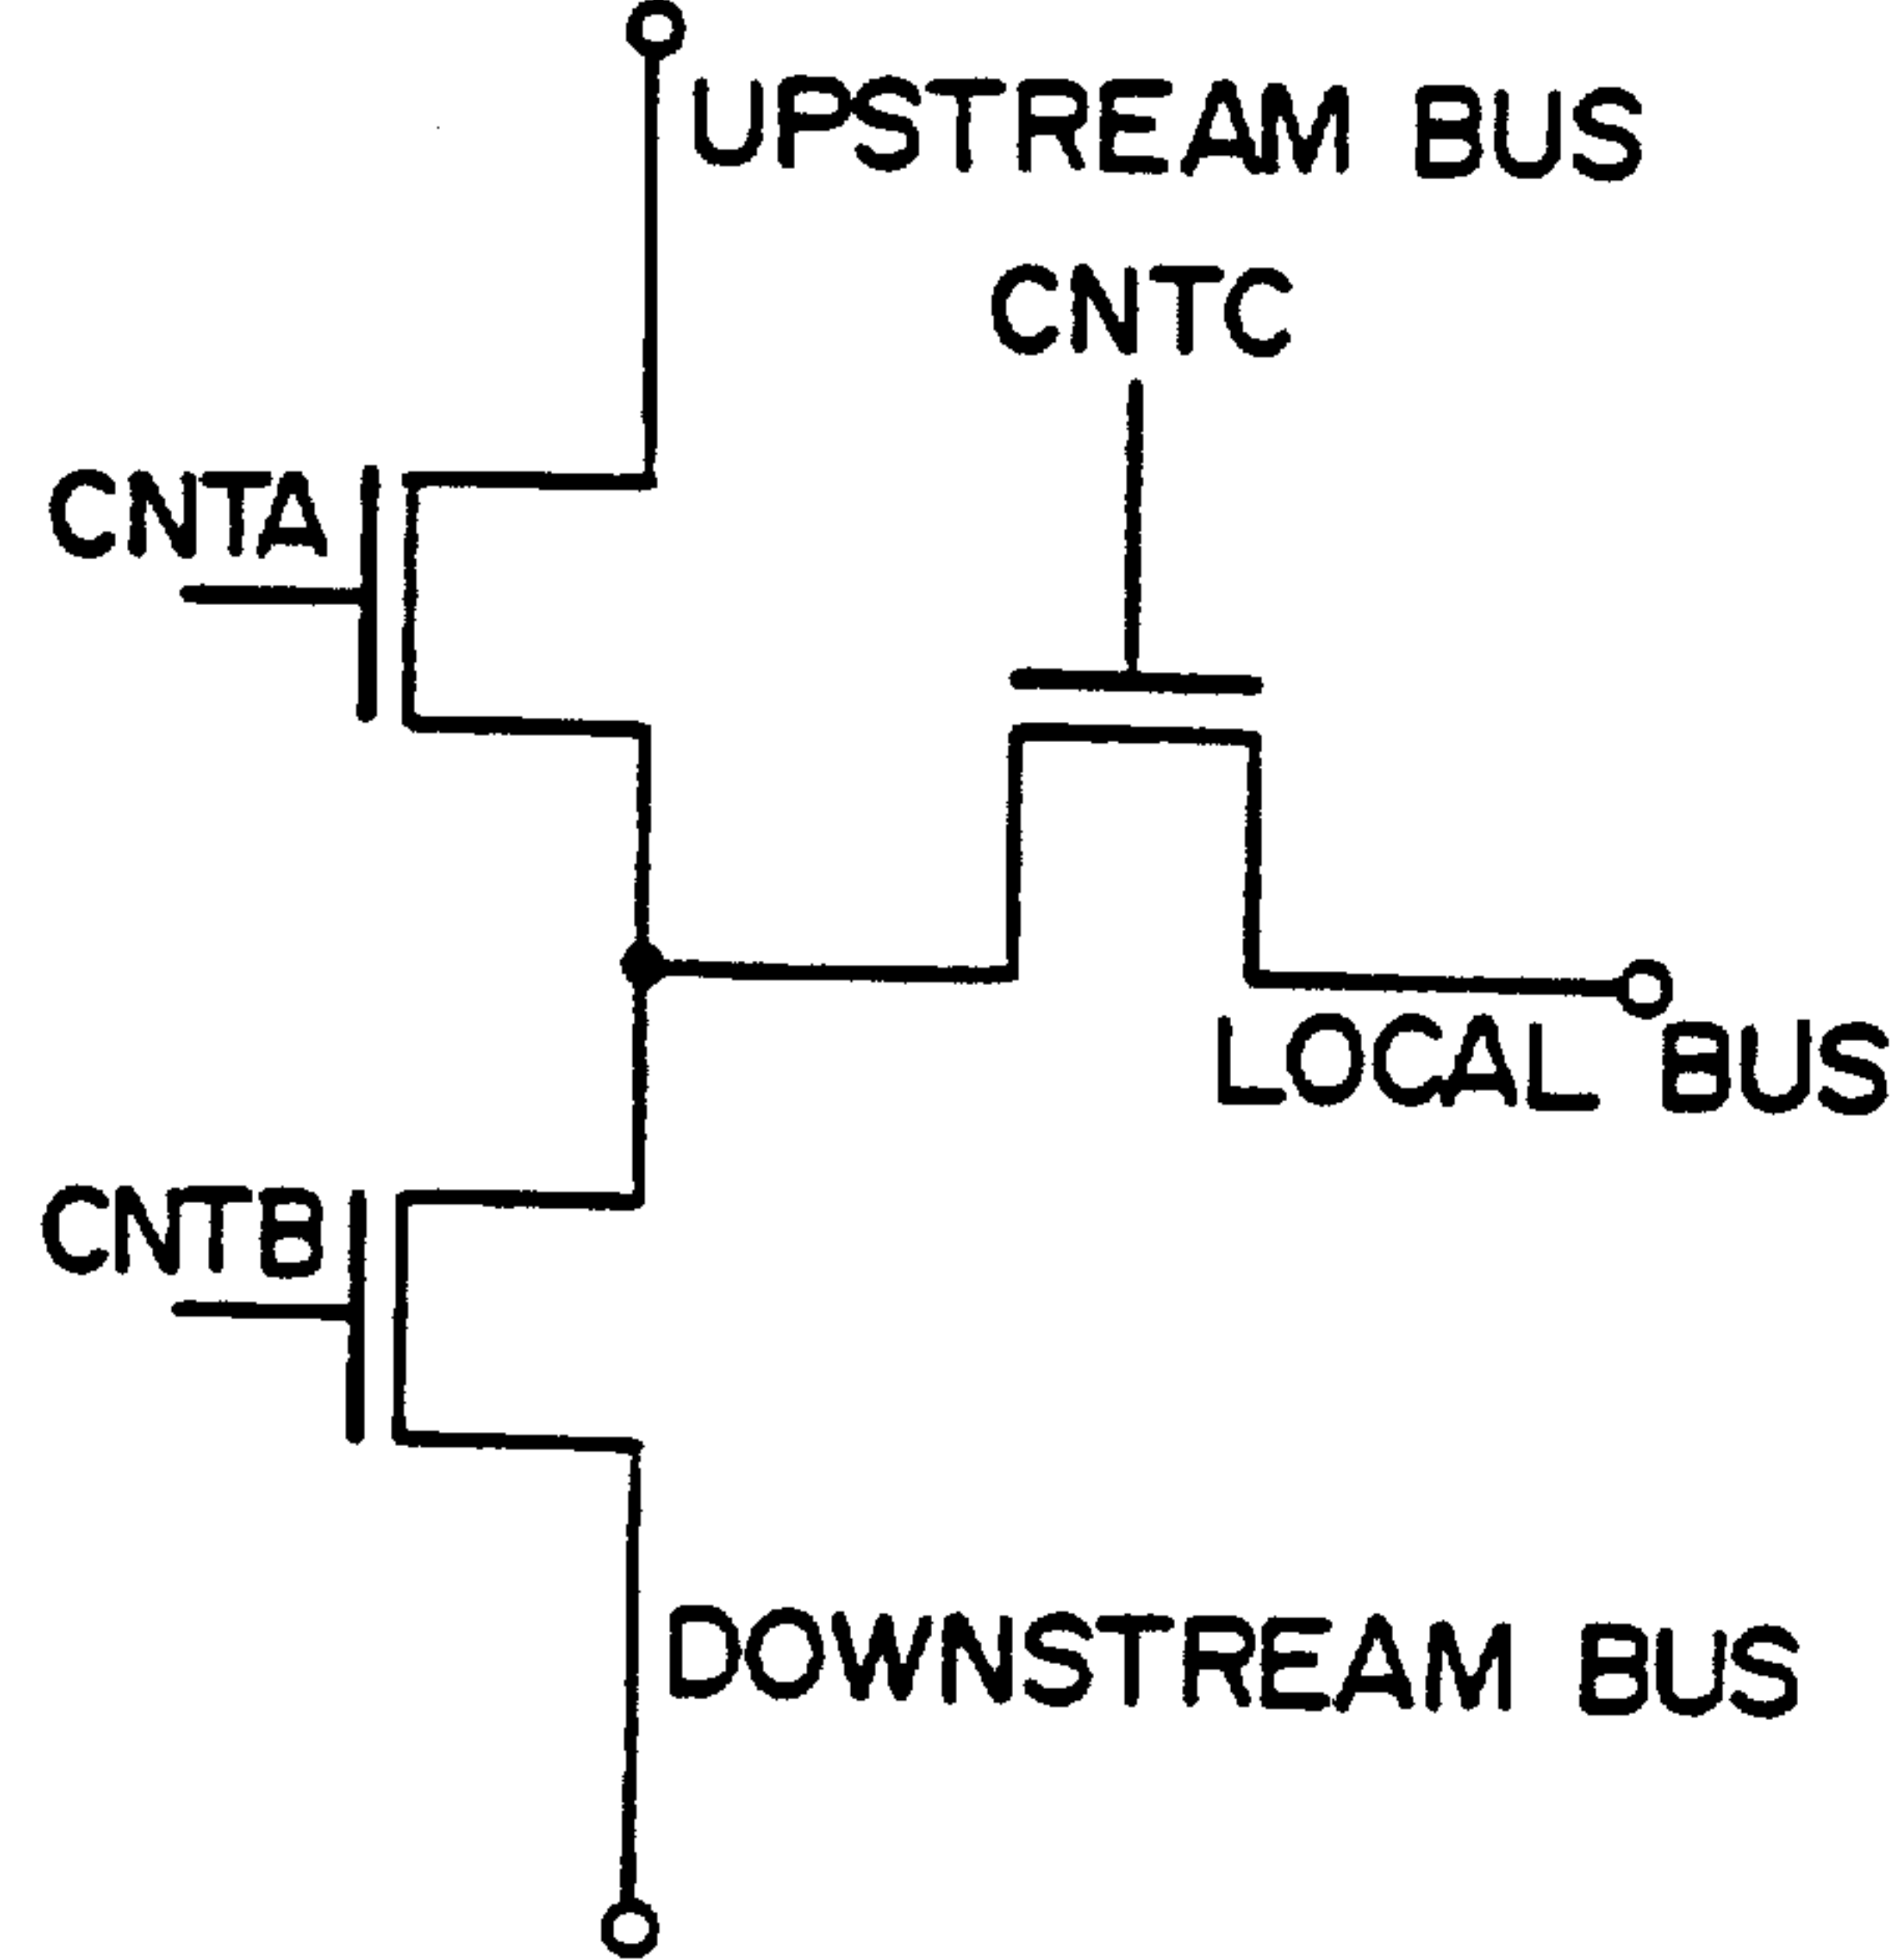 UPSTREAM BUS
CNTC
CNTA
LOCAL BUS
CNTB
DOWNSTREAM BUS